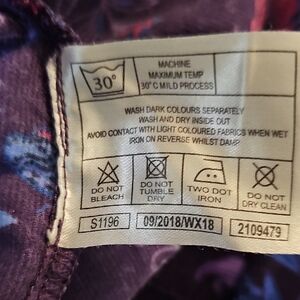 30°
MACHINE
MAXIMUM TEMP
30°C MILD PROCESS
WASH DARK COLOURS SEPARATELY
WASH AND DRY INSIDE OUT
AVOID CONTACT WITH LIGHT COLOURED FABRICS WHEN WET
IRON ON REVERSE WHILST DAMP
DO NOT BLEACH
DO NOT TUMBLE DRY
TWO DOT IRON
DO NOT DRY CLEAN
S1196 09/2018/WX18 2109479